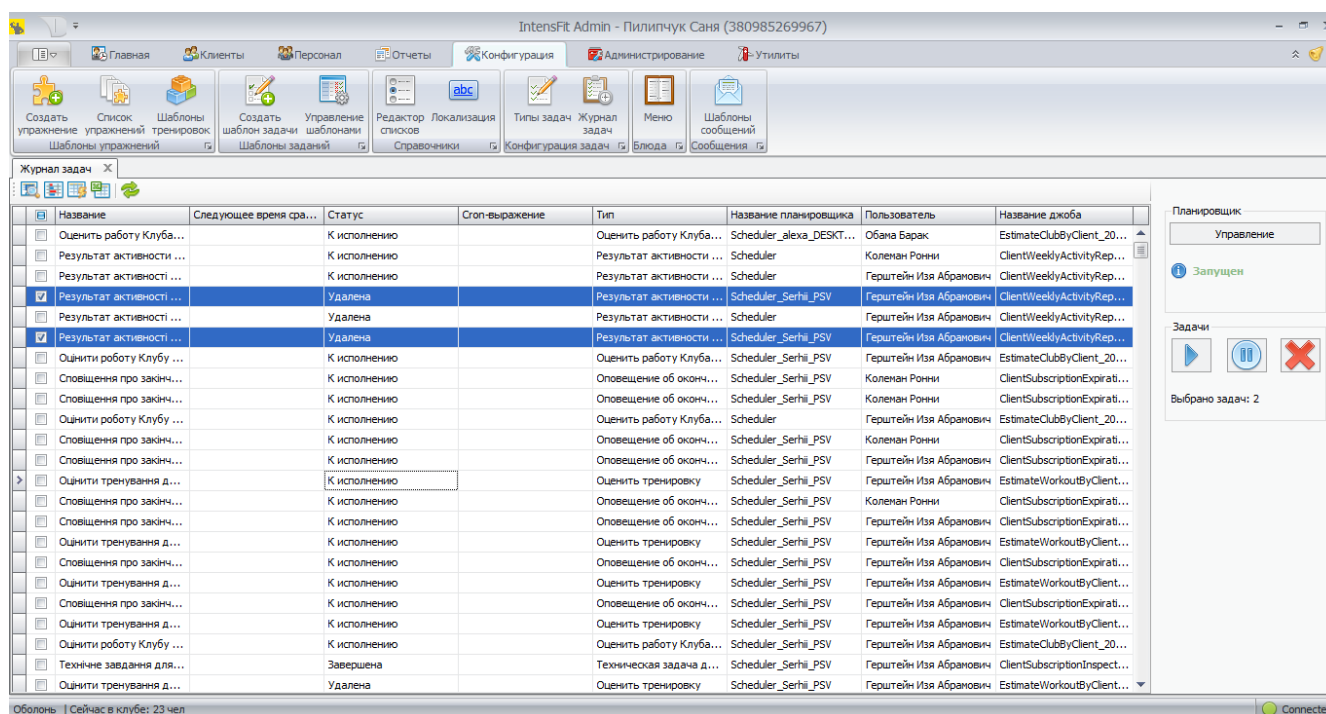 IntensFit Admin - Пилипчук Саня (380985269967)
Главная Клиенты Персонал Отчеты Конфигурация Администрирование Утилиты
Создать упражнение Список упражнений Шаблоны тренировок Создать шаблон задачи Управление шаблонами Редактор списков abc Локализация Типы задач Журнал задач Меню Шаблоны сообщений
Шаблоны упражнений Шаблоны заданий Справочники Конфигурация задач Блюда Сообщения
Журнал задач X
Название Следующее время сра... Статус Cron-выражение Тип Название планировщика Пользователь Название джоба
Оценить работу Клуба... К исполнению Оценить работу Клуба... Scheduler_alexa_DESKT... Обама Барак EstimateClubByClient_20...
Результат активности ... К исполнению Результат активности ... Scheduler Колеман Ронни ClientWeeklyActivityRep...
Результат активності ... К исполнению Результат активности ... Scheduler Герштейн Изя Абрамович ClientWeeklyActivityRep...
Результат активності ... Удалена Результат активности ... Scheduler_Serhii_PSV Герштейн Изя Абрамович ClientWeeklyActivityRep...
Результат активності ... Удалена Результат активности ... Scheduler Герштейн Изя Абрамович ClientWeeklyActivityRep...
Результат активності ... Удалена Результат активности ... Scheduler_Serhii_PSV Герштейн Изя Абрамович ClientWeeklyActivityRep...
Оцінити роботу Клубу ... К исполнению Оценить работу Клуба... Scheduler_Serhii_PSV Герштейн Изя Абрамович EstimateClubByClient_20...
Сповіщення про закінч... К исполнению Оповещение об оконч... Scheduler_Serhii_PSV Колеман Ронни ClientSubscriptionExpirati...
Сповіщення про закінч... К исполнению Оповещение об оконч... Scheduler_Serhii_PSV Колеман Ронни ClientSubscriptionExpirati...
Оцінити роботу Клубу ... К исполнению Оценить работу Клуба... Scheduler Герштейн Изя Абрамович EstimateClubByClient_20...
Сповіщення про закінч... К исполнению Оповещение об оконч... Scheduler_Serhii_PSV Колеман Ронни ClientSubscriptionExpirati...
Сповіщення про закінч... К исполнению Оповещение об оконч... Scheduler_Serhii_PSV Герштейн Изя Абрамович ClientSubscriptionExpirati...
Оцінити тренування д... К исполнению Оценить тренировку Scheduler_Serhii_PSV Герштейн Изя Абрамович EstimateWorkoutByClient...
Сповіщення про закінч... К исполнению Оповещение об оконч... Scheduler_Serhii_PSV Колеман Ронни ClientSubscriptionExpirati...
Сповіщення про закінч... К исполнению Оповещение об оконч... Scheduler_Serhii_PSV Герштейн Изя Абрамович ClientSubscriptionExpirati...
Оцінити тренування д... К исполнению Оценить тренировку Scheduler_Serhii_PSV Герштейн Изя Абрамович EstimateWorkoutByClient...
Сповіщення про закінч... К исполнению Оповещение об оконч... Scheduler_Serhii_PSV Герштейн Изя Абрамович ClientSubscriptionExpirati...
Оцінити тренування д... К исполнению Оценить тренировку Scheduler_Serhii_PSV Герштейн Изя Абрамович EstimateWorkoutByClient...
Сповіщення про закінч... К исполнению Оповещение об оконч... Scheduler_Serhii_PSV Герштейн Изя Абрамович ClientSubscriptionExpirati...
Оцінити тренування д... К исполнению Оценить тренировку Scheduler_Serhii_PSV Герштейн Изя Абрамович EstimateWorkoutByClient...
Оцінити роботу Клубу ... К исполнению Оценить работу Клуба... Scheduler_Serhii_PSV Герштейн Изя Абрамович EstimateClubByClient_20...
Технічне завдання для... Завершена Техническая задача д... Scheduler_Serhii_PSV Герштейн Изя Абрамович ClientSubscriptionInspect...
Оцінити тренування д... Удалена Оценить тренировку Scheduler_Serhii_PSV Герштейн Изя Абрамович EstimateWorkoutByClient...
Планировщик
Управление
Запущен
Задачи
Выбрано задач: 2
Оболонь | Сейчас в клубе: 23 чел Connecte